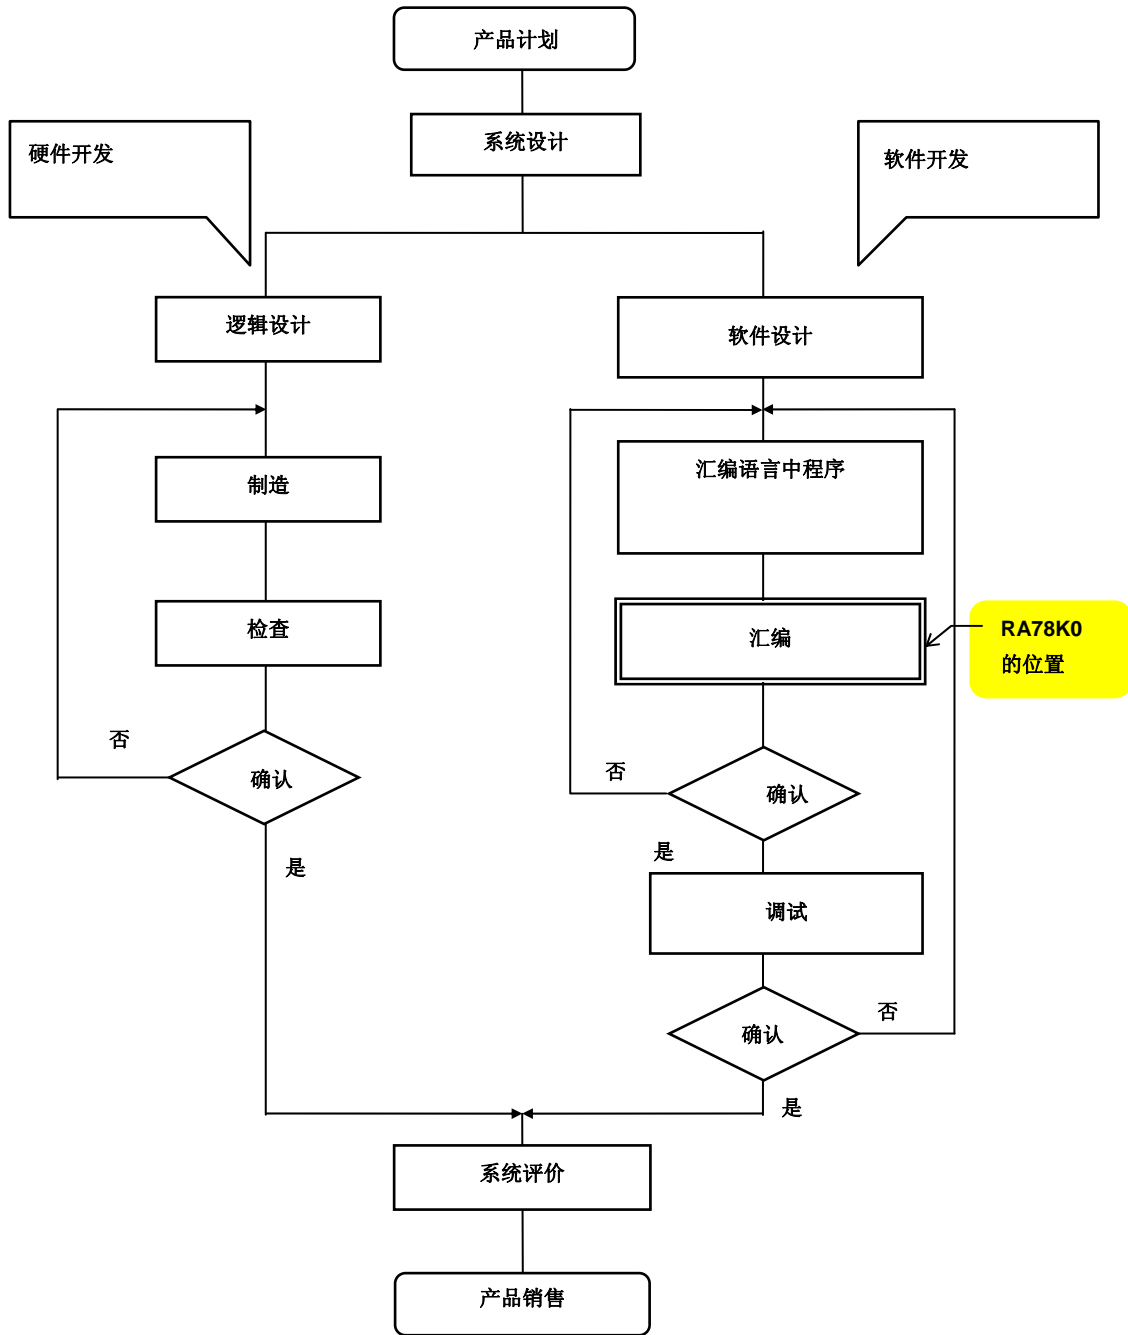 产品计划
系统设计
硬件开发
软件开发
逻辑设计
软件设计
制造
汇编语言中程序
检查
汇编
RA78K0
的位置
否
确认
否
确认
是
是
调试
否
确认
是
系统评价
产品销售